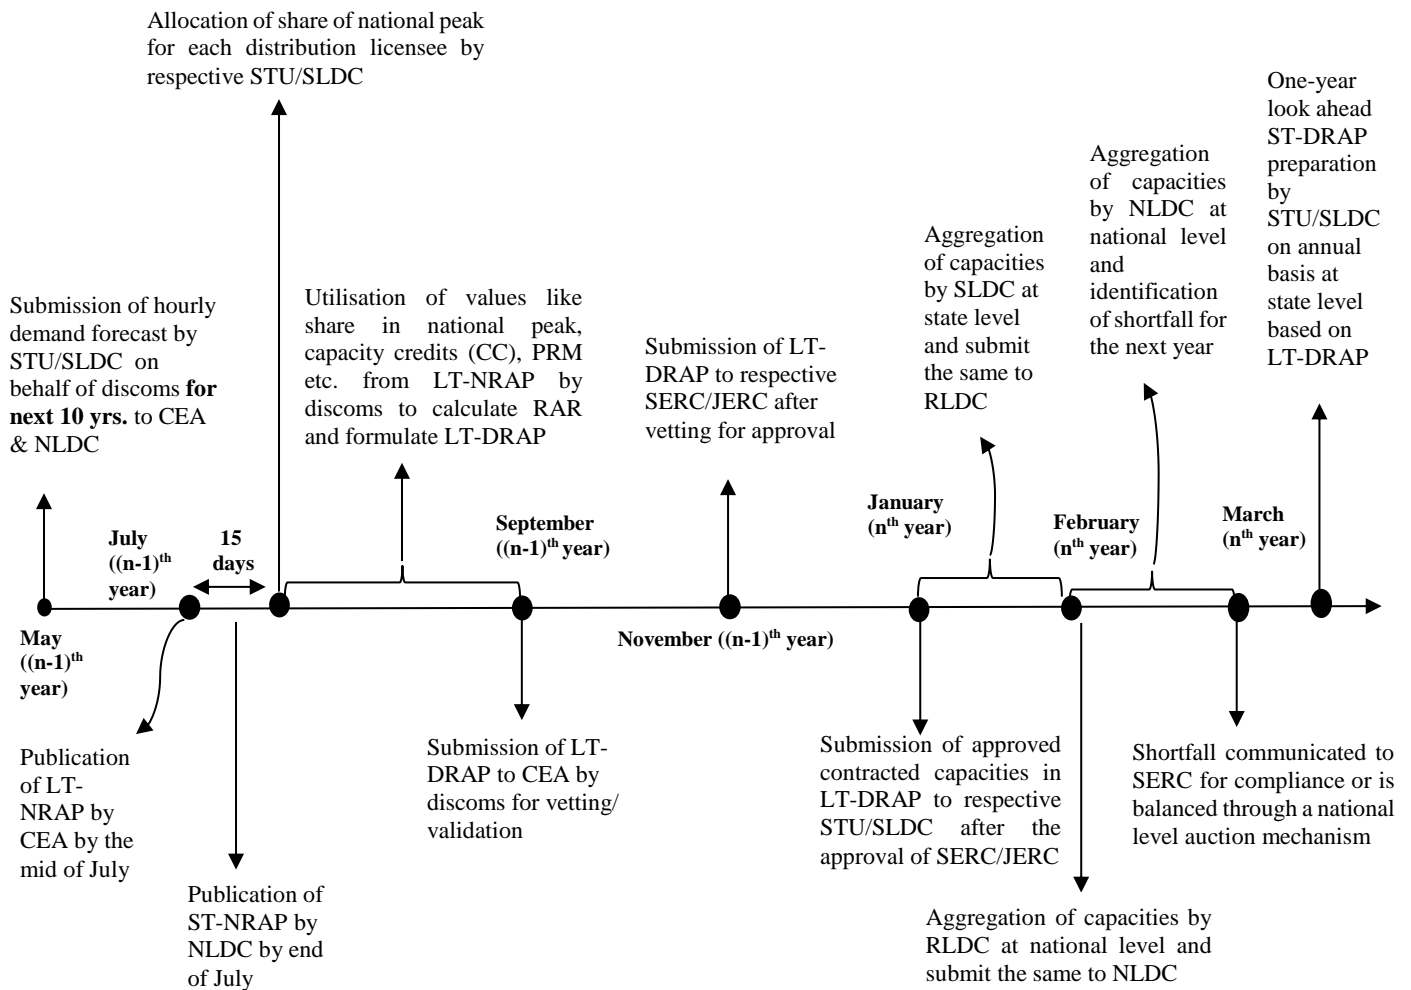 Allocation of share of national peak
for each distribution licensee by
respective STU/SLDC
One-year
look ahead
ST-DRAP
preparation
by
STU/SLDC
on annual
basis at
state level
based on
LT-DRAP
Aggregation
of capacities
by NLDC at
national level
and
identification
of shortfall for
the next year
Aggregation
of capacities
by SLDC at
state level
and submit
the same to
RLDC
Submission of hourly
demand forecast by
STU/SLDC on
behalf of discoms for
next 10 yrs. to CEA
& NLDC
Utilisation of values like
share in national peak,
capacity credits (CC), PRM
etc. from LT-NRAP by
discoms to calculate RAR
and formulate LT-DRAP
Submission of LT-
DRAP to respective
SERC/JERC after
vetting for approval
July
((n-1)th
year)
15
days
September
((n-1)th year)
January
(nth year)
February
(nth year)
March
(nth year)
May
((n-1)th
year)
November ((n-1)th year)
Publication
of LT-
NRAP by
CEA by the
mid of July
Publication of
ST-NRAP by
NLDC by end
of July
Submission of LT-
DRAP to CEA by
discoms for vetting/
validation
Submission of approved
contracted capacities in
LT-DRAP to respective
STU/SLDC after the
approval of SERC/JERC
Aggregation of capacities by
RLDC at national level and
submit the same to NLDC
Shortfall communicated to
SERC for compliance or is
balanced through a national
level auction mechanism